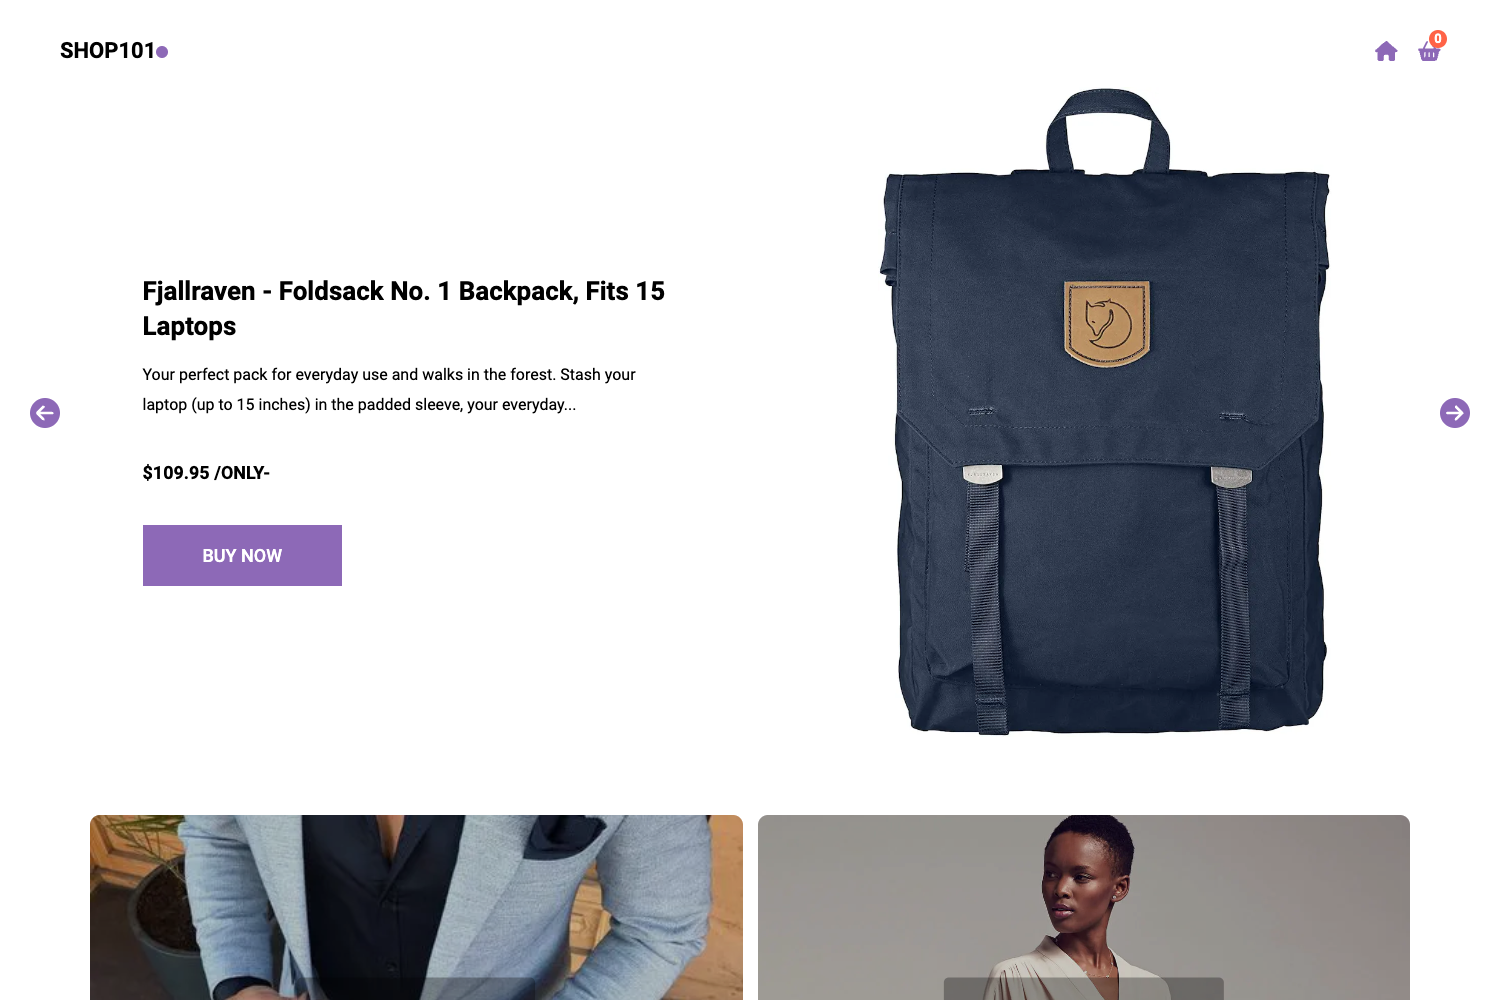 SHOP101
0
Fjallraven - Foldsack No. 1 Backpack, Fits 15
Laptops
Your perfect pack for everyday use and walks in the forest. Stash your
laptop (up to 15 inches) in the padded sleeve, your everyday...
$109.95 /ONLY-
BUY NOW